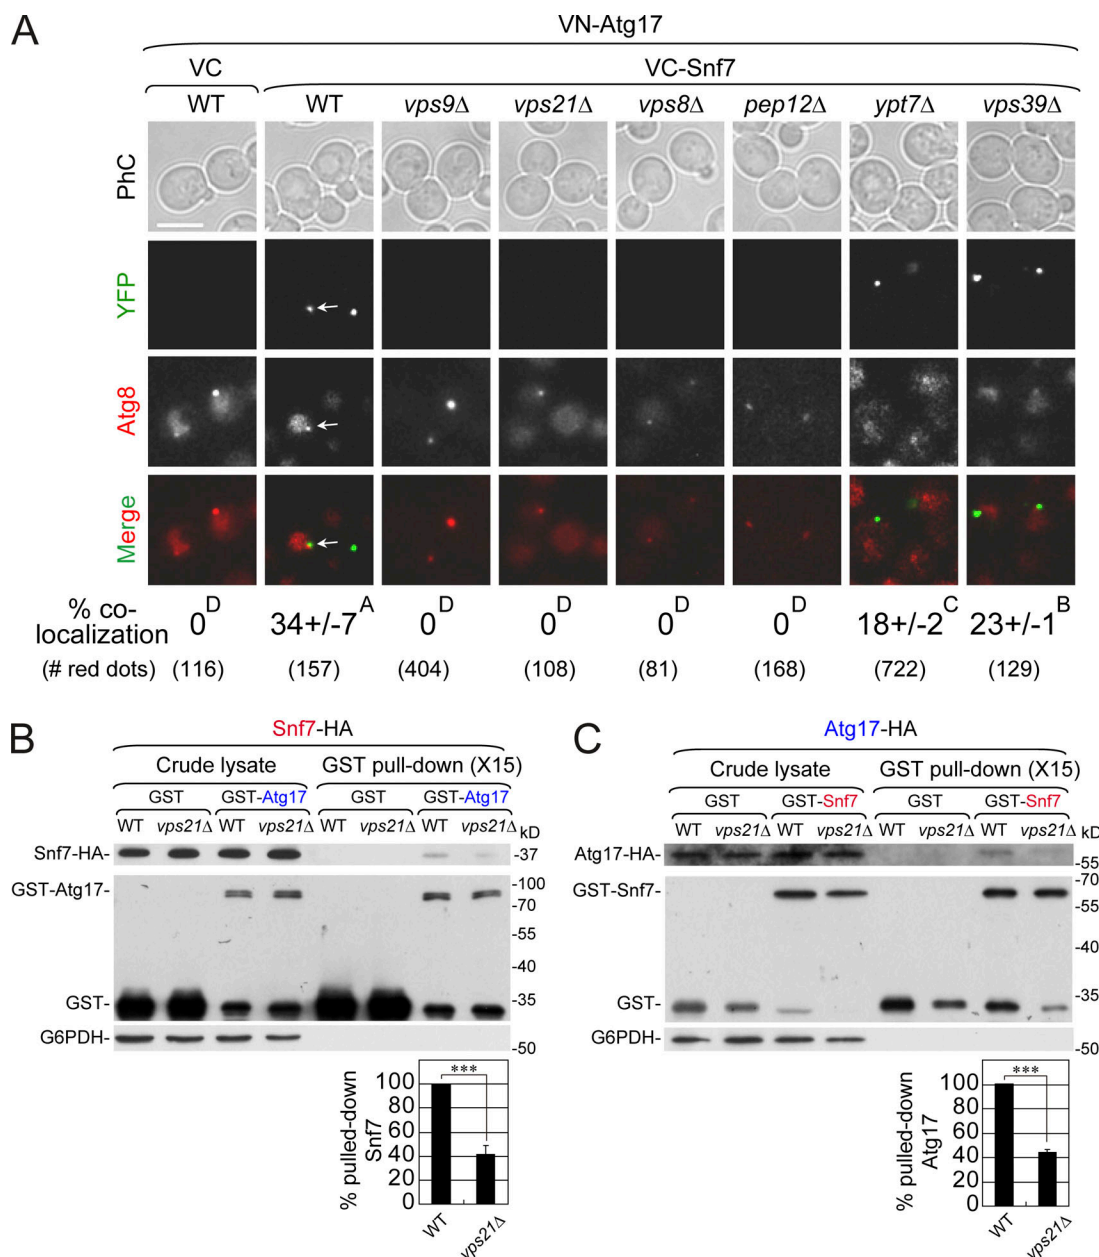 A
VN-Atg17
VC VC-Snf7
WT WT vps9Δ vps21Δ vps8Δ pep12Δ ypt7Δ vps39Δ
PhC
YFP
Atg8
Merge
% co-localization 0D 34+/-7A 0D 0D 0D 0D 18+/-2C 23+/-1B
(# red dots) (116) (157) (404) (108) (81) (168) (722) (129)
B
Snf7-HA
Crude lysate GST pull-down (X15)
GST GST-Atg17 GST GST-Atg17
WT vps21Δ WT vps21Δ WT vps21Δ WT vps21Δ kD
Snf7-HA- -37
GST-Atg17- -100
-70
-55
-40
GST- -35
G6PDH- -50
% pulled-down Snf7
100
80
60
40
20
0
***
WT vps21Δ
C
Atg17-HA
Crude lysate GST pull-down (X15)
GST GST-Snf7 GST GST-Snf7
WT vps21Δ WT vps21Δ WT vps21Δ WT vps21Δ kD
Atg17-HA- -55
GST-Snf7- -70
-55
-40
GST- -35
G6PDH- -50
% pulled-down Atg17
100
80
60
40
20
0
***
WT vps21Δ